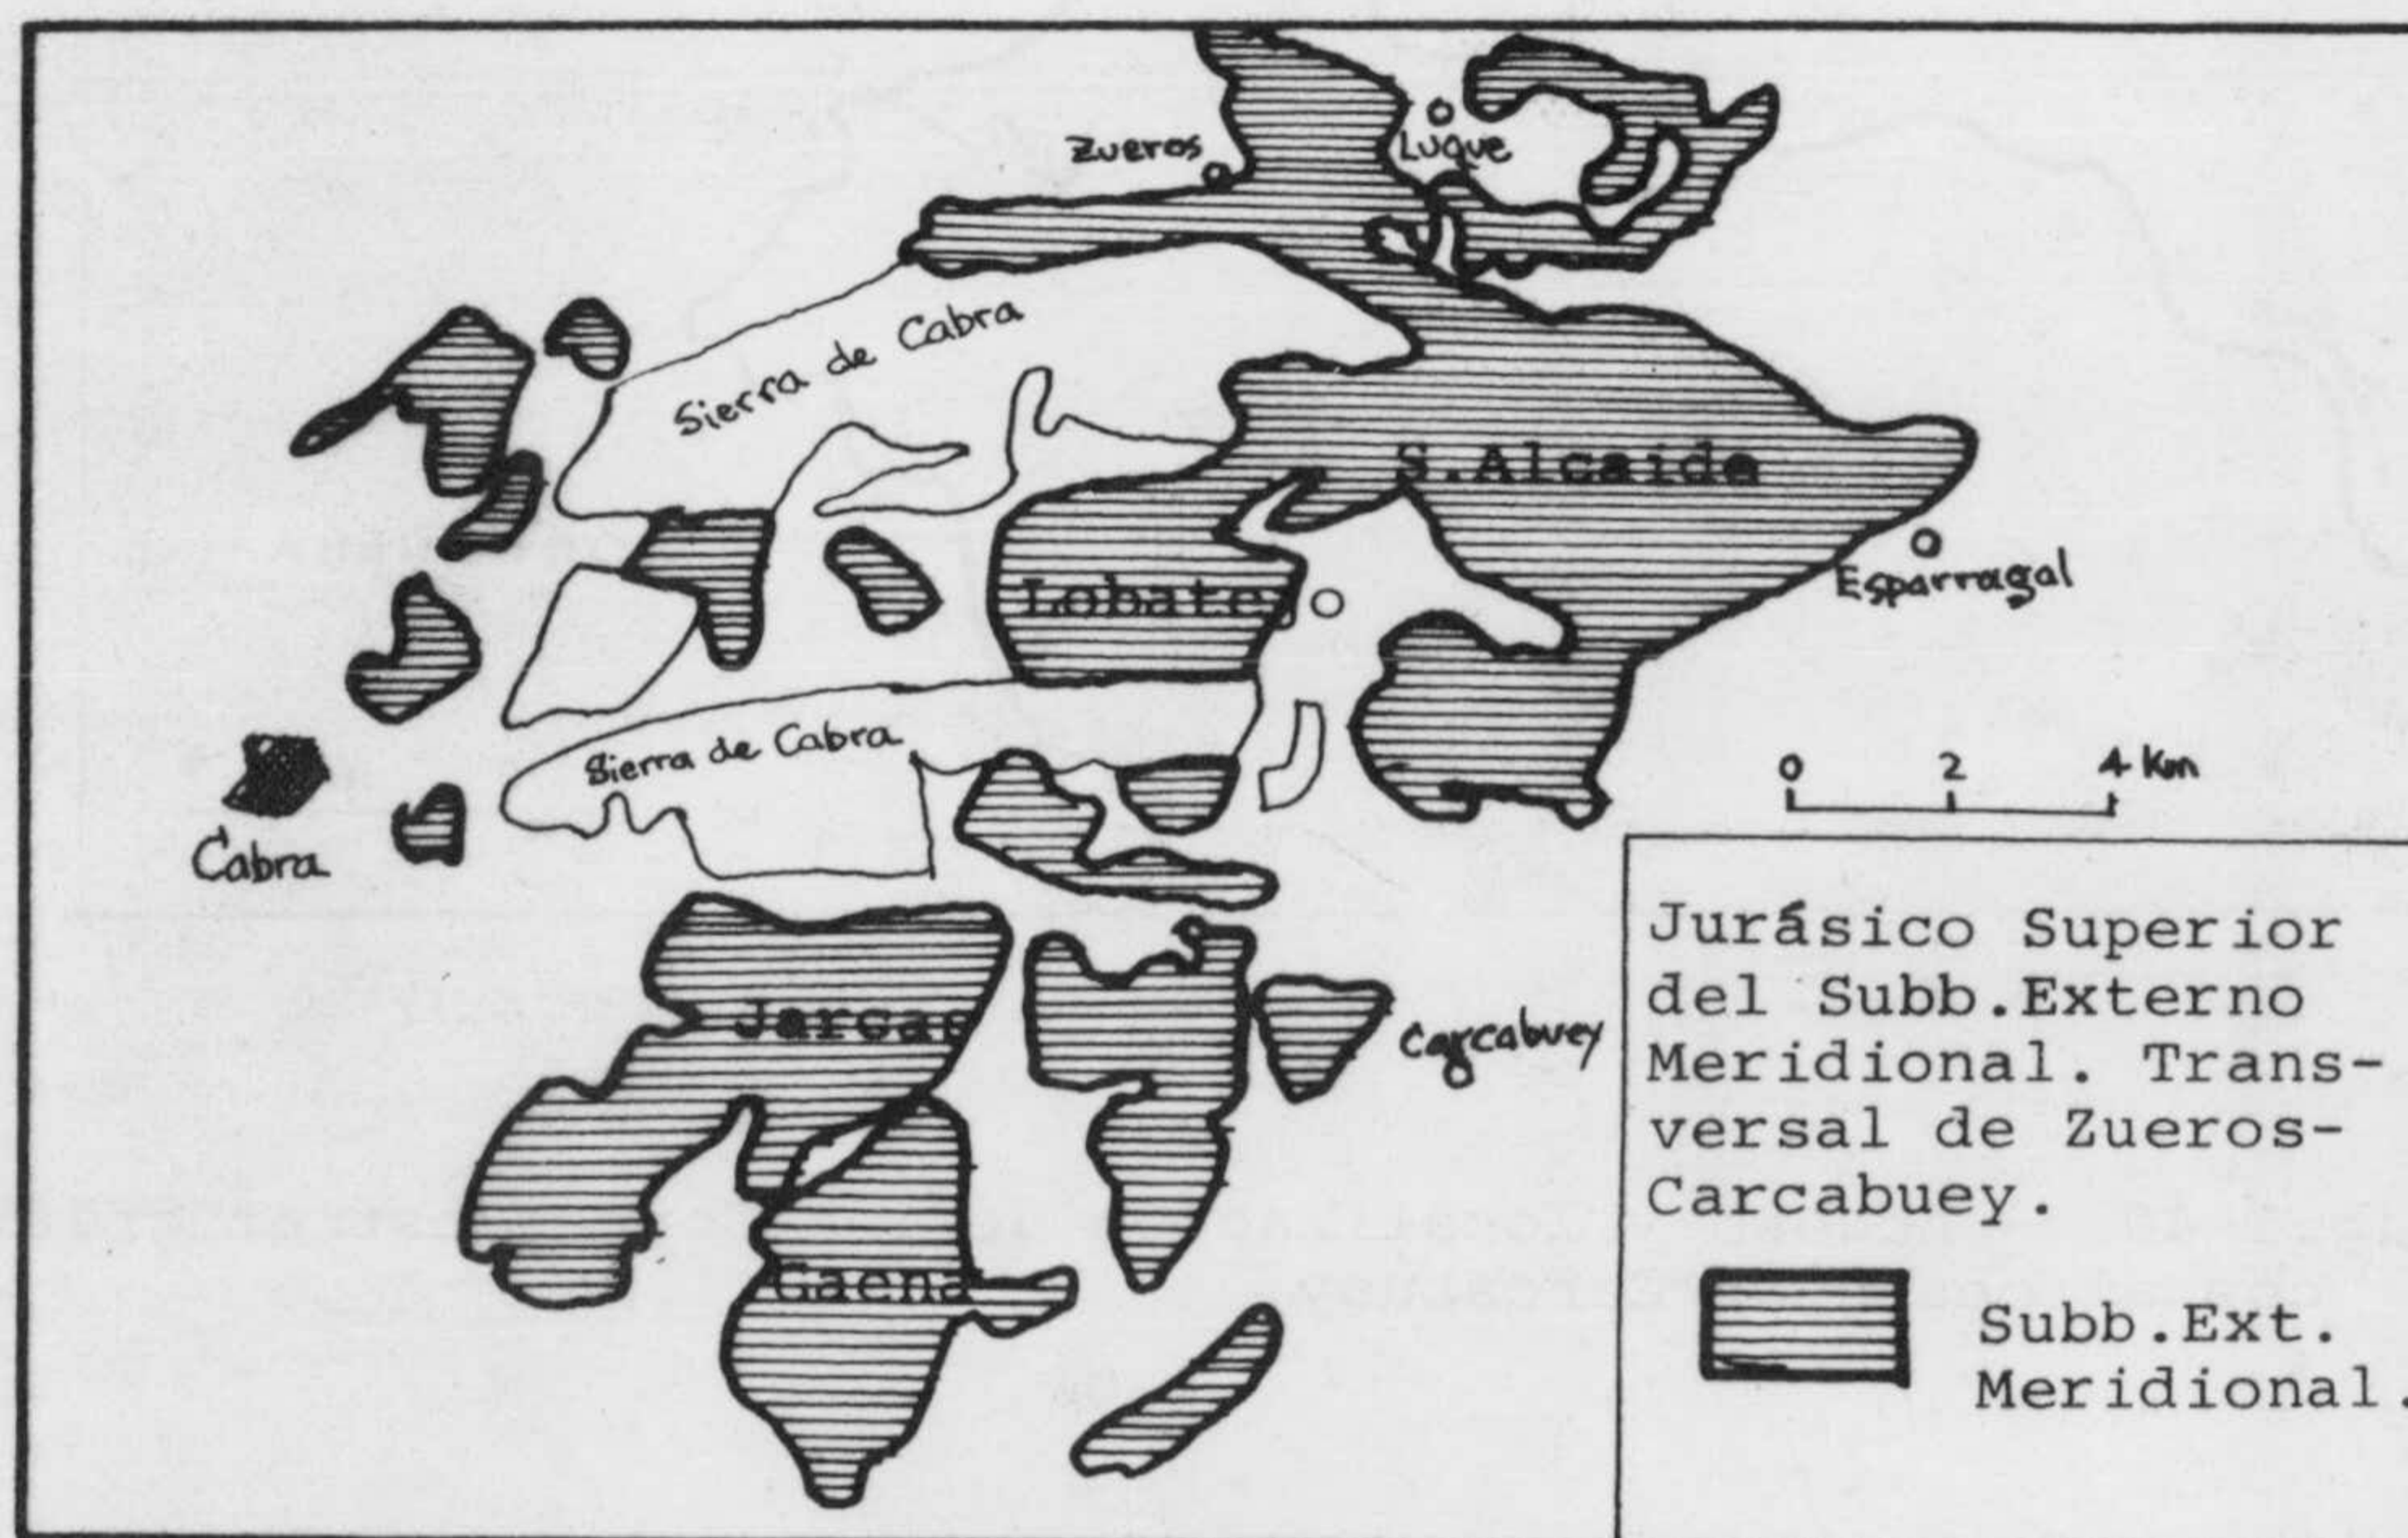 Zueros
Luque
Sierra de Cabra
S.Alcaide
Esparragal
Lobatejo
Sierra de Cabra
0 2 4 Km
Cabra
Jarcas
Carcabuey
Gaena
Jurásico Superior
del Subb.Externo
Meridional. Trans-
versal de Zueros-
Carcabuey.
Subb.Ext.
Meridional.